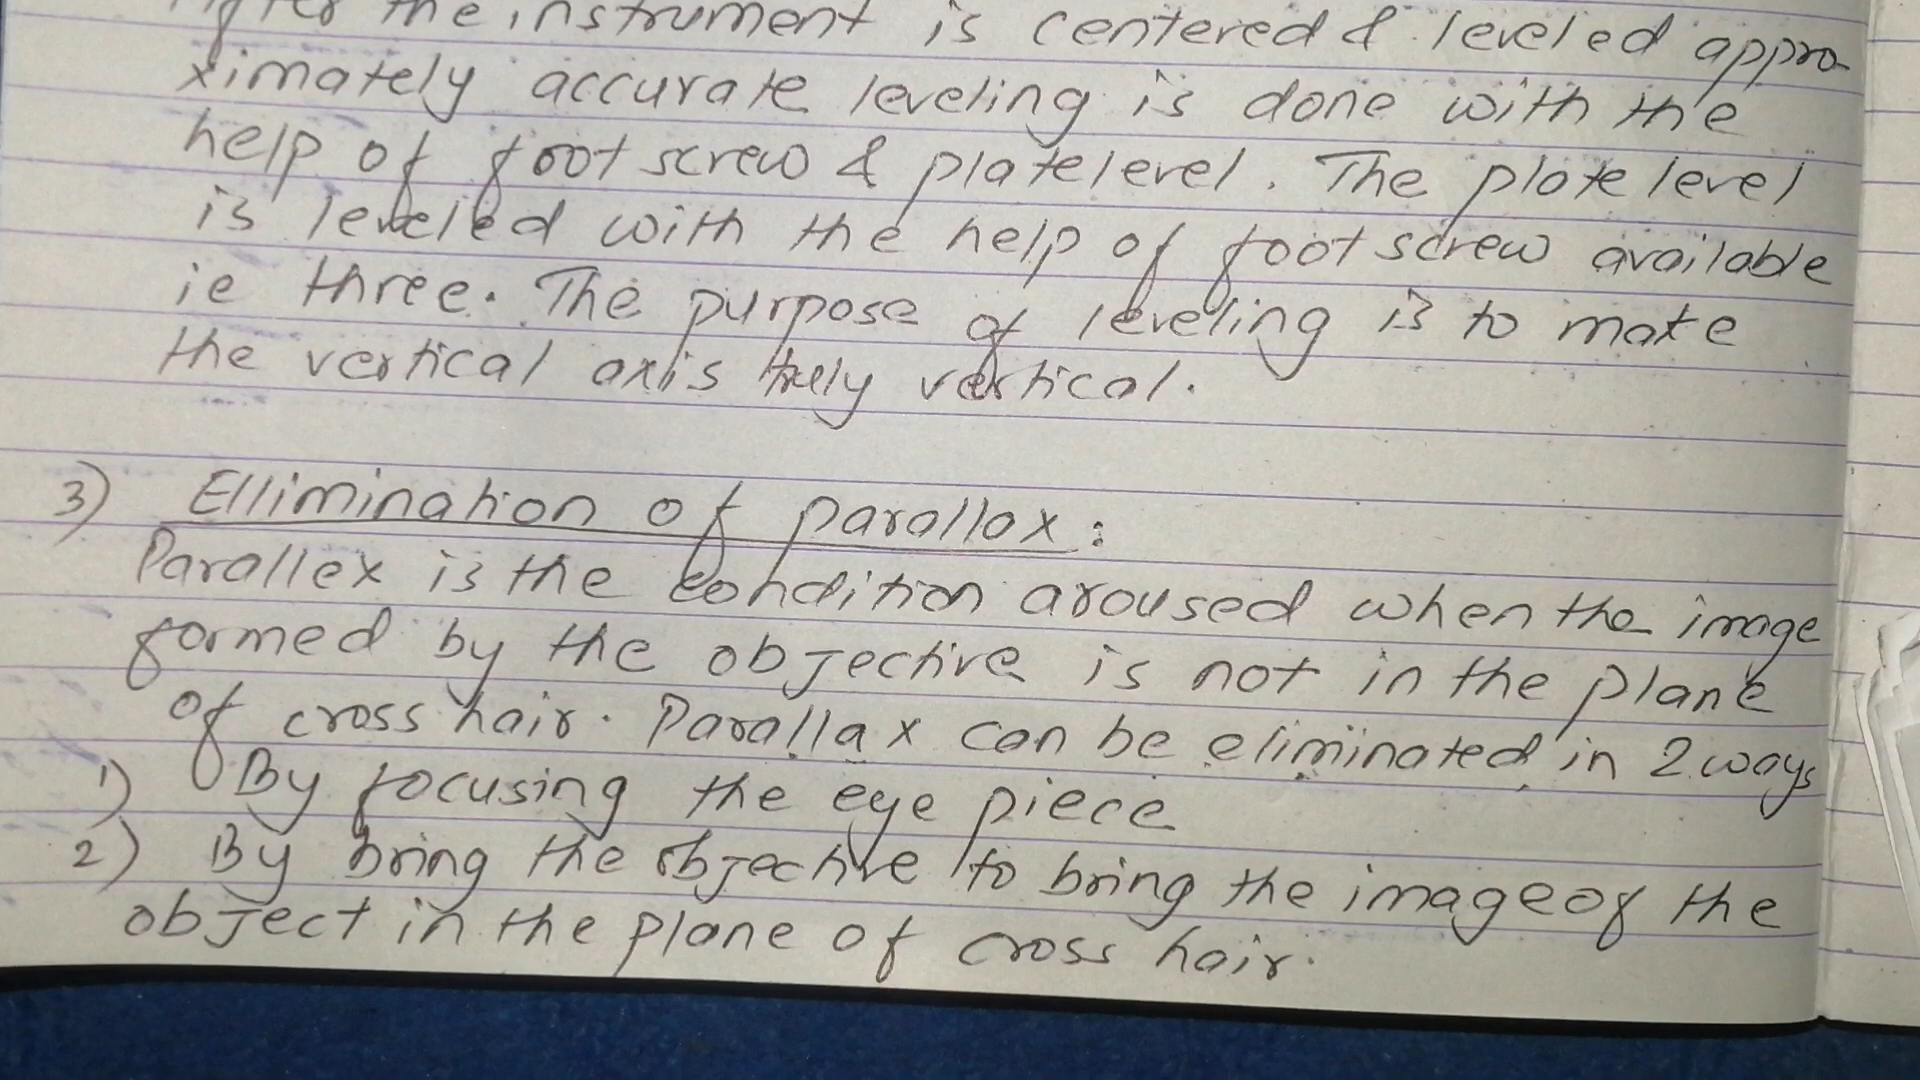 After the instrument is centered & leveled appro-
ximately accurate leveling is done with the
help of foot screw & platelevel. The plate level
is leveled with the help of foot screw available
ie three. The purpose of leveling is to make
the vertical axis truly vertical.
3) Ellimination of parallax:
Parallex is the condition aroused when the image
formed by the objective is not in the plane
of cross hair. Parallax can be eliminated in 2 ways
1) By focusing the eye piece
2) By bring the objective to bring the image of the
object in the plane of cross hair.